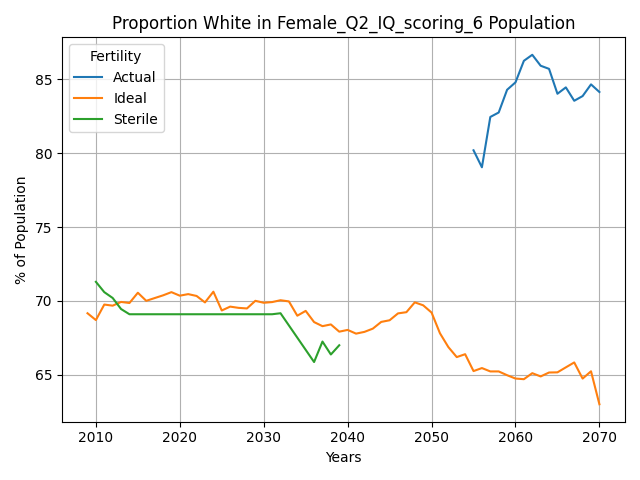 Proportion White in Female_Q2_IQ_scoring_6 Population
Fertility
Actual
Ideal
Sterile
% of Population
85
80
75
70
65
2010 2020 2030 2040 2050 2060 2070
Years